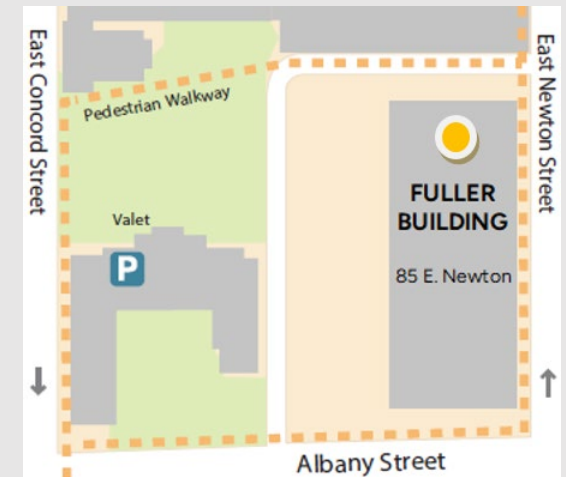 East Concord Street
East Newton Street
Pedestrian Walkway
FULLER
BUILDING
Valet
P
85 E. Newton
Albany Street